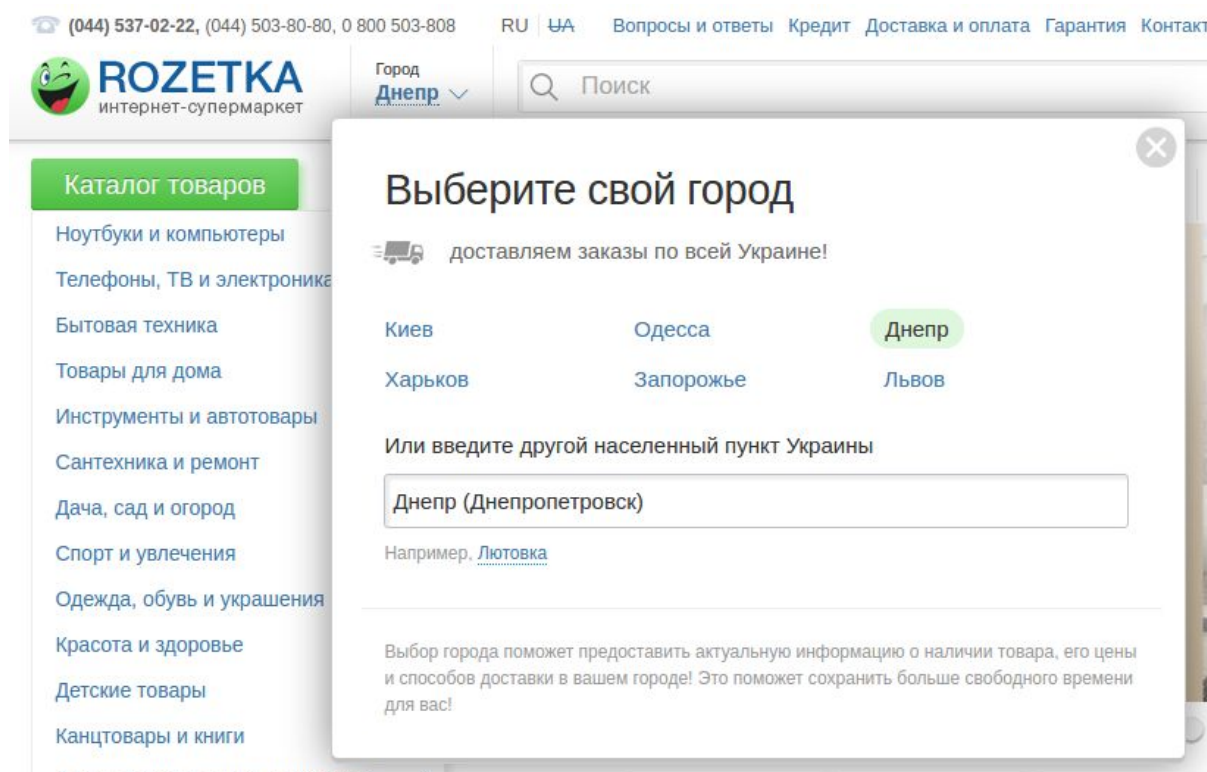 (044) 537-02-22, (044) 503-80-80, 0 800 503-808 RU UA Вопросы и ответы Кредит Доставка и оплата Гарантия Контакт
ROZETKA
интернет-супермаркет
Город
Днепр
Поиск
Каталог товаров
Ноутбуки и компьютеры
Телефоны, ТВ и электроника
Бытовая техника
Товары для дома
Инструменты и автотовары
Сантехника и ремонт
Дача, сад и огород
Спорт и увлечения
Одежда, обувь и украшения
Красота и здоровье
Детские товары
Канцтовары и книги
Выберите свой город
доставляем заказы по всей Украине!
Киев Одесса Днепр
Харьков Запорожье Львов
Или введите другой населенный пункт Украины
Днепр (Днепропетровск)
Например, Лютовка
Выбор города поможет предоставить актуальную информацию о наличии товара, его цены
и способов доставки в вашем городе! Это поможет сохранить больше свободного времени
для вас!